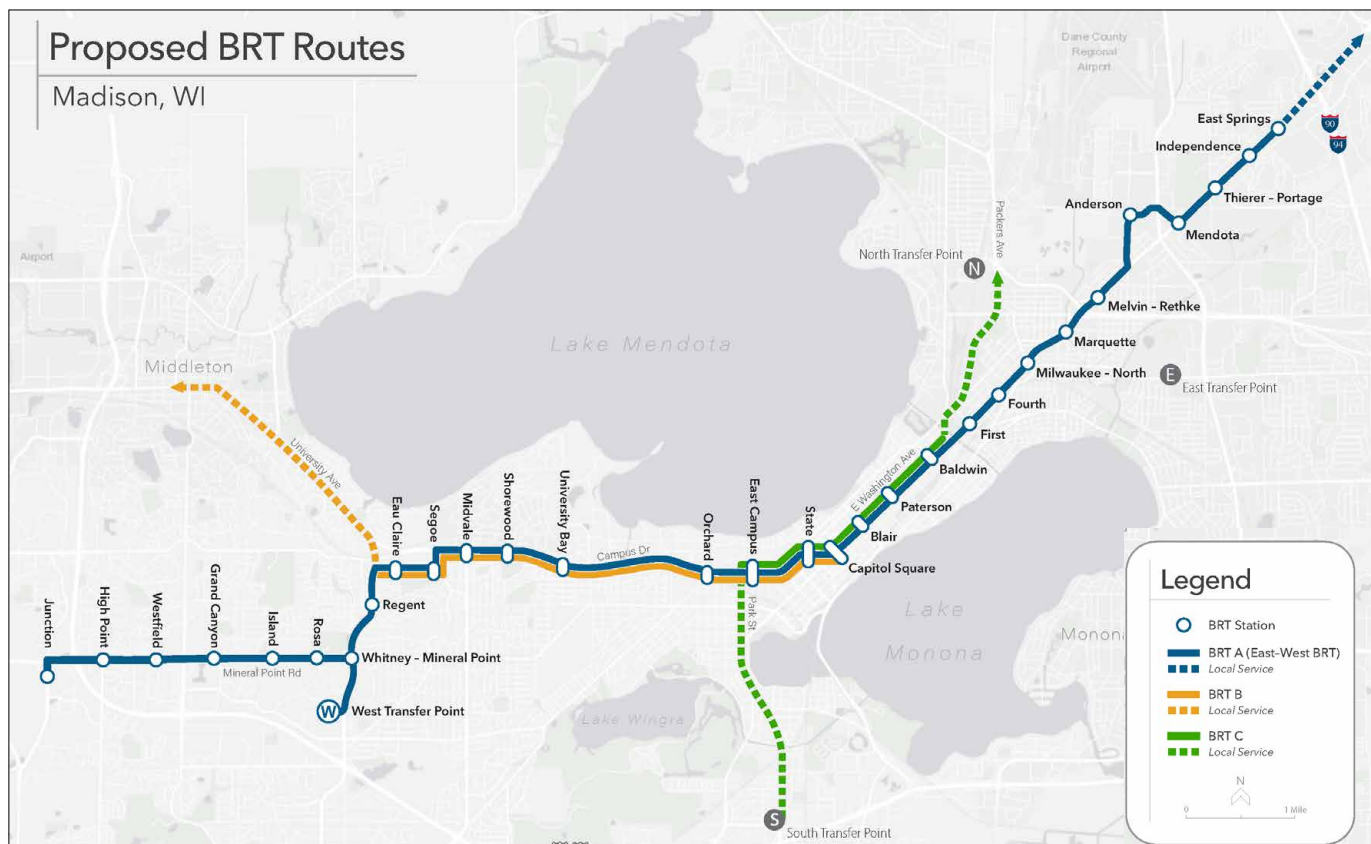 Proposed BRT Routes
Madison, WI
Dane County
Regional
Airport
East Springs
90
94
Independence
Thierer – Portage
Anderson
Mendota
Packers Ave
North Transfer Point
N
Airport
Melvin – Rethke
Lake Mendota
Marquette
Middleton
Milwaukee – North
E
East Transfer Point
Fourth
First
University Ave
Baldwin
E Washington Ave
Paterson
Eau Claire
Segoe
Midvale
Shorewood
University Bay
Campus Dr
Orchard
East Campus
State
Blair
Capitol Square
Park St
Regent
Lake
Monona
Monona
Junction
High Point
Westfield
Grand Canyon
Island
Rosa
Whitney – Mineral Point
Mineral Point Rd
W
West Transfer Point
Lake Wingra
S
South Transfer Point
Legend
BRT Station
BRT A (East–West BRT)
Local Service
BRT B
Local Service
BRT C
Local Service
N
0
1 Mile